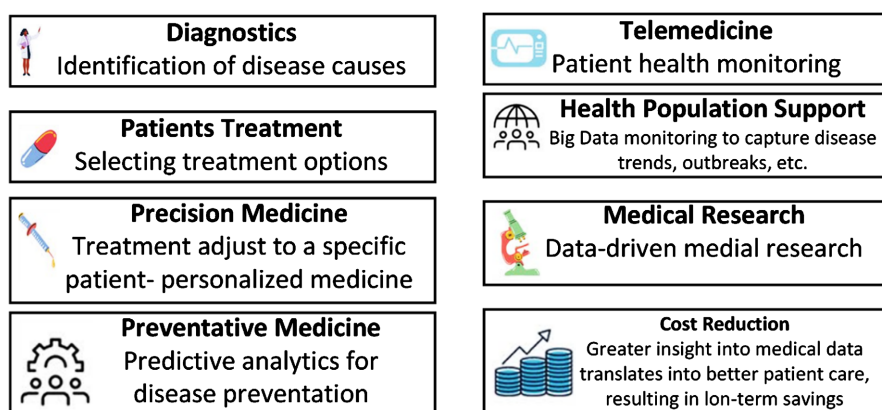 Diagnostics
Identification of disease causes
Patients Treatment
Selecting treatment options
Precision Medicine
Treatment adjust to a specific
patient- personalized medicine
Preventative Medicine
Predictive analytics for
disease preventation
Telemedicine
Patient health monitoring
Health Population Support
Big Data monitoring to capture disease
trends, outbreaks, etc.
Medical Research
Data-driven medial research
Cost Reduction
Greater insight into medical data
translates into better patient care,
resulting in lon-term savings